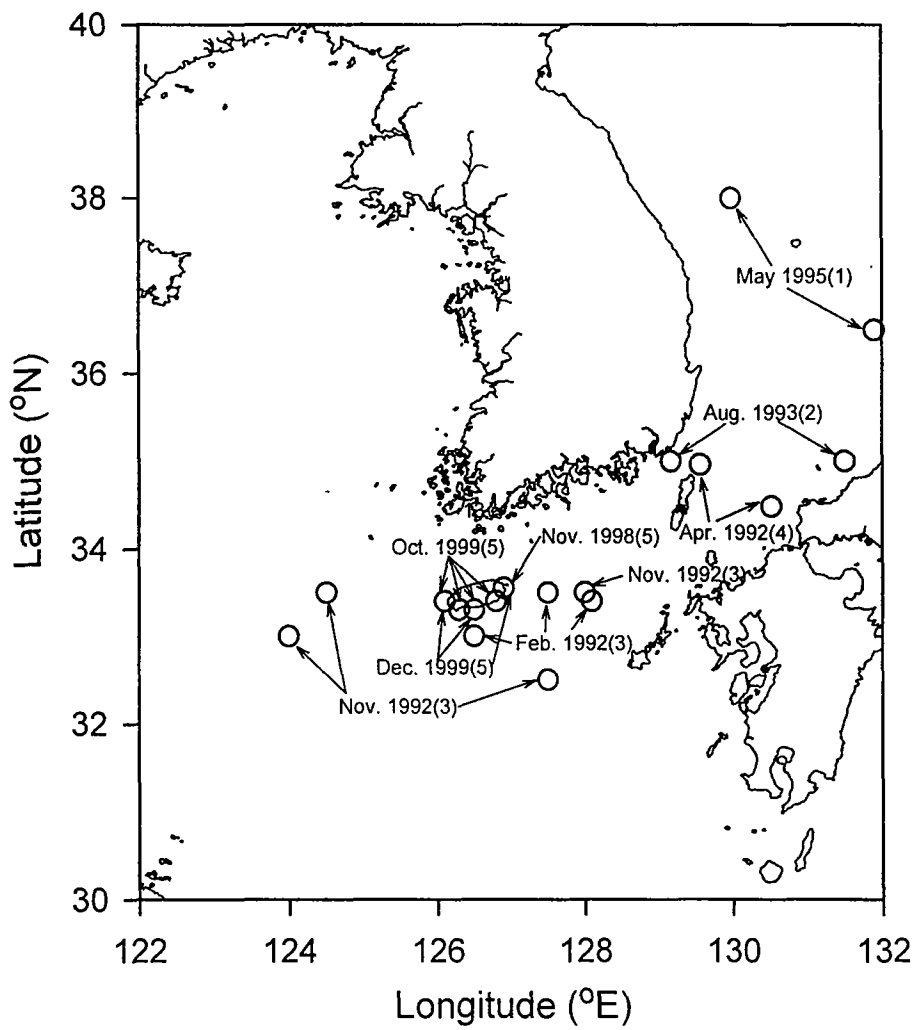 40
38
36
34
32
30
Latitude (°N)
May 1995(1)
Aug. 1993(2)
Apr. 1992(4)
Oct. 1999(5)
Nov. 1998(5)
Nov. 1992(3)
Feb. 1992(3)
Dec. 1999(5)
Nov. 1992(3)
122 124 126 128 130 132
Longitude (°E)